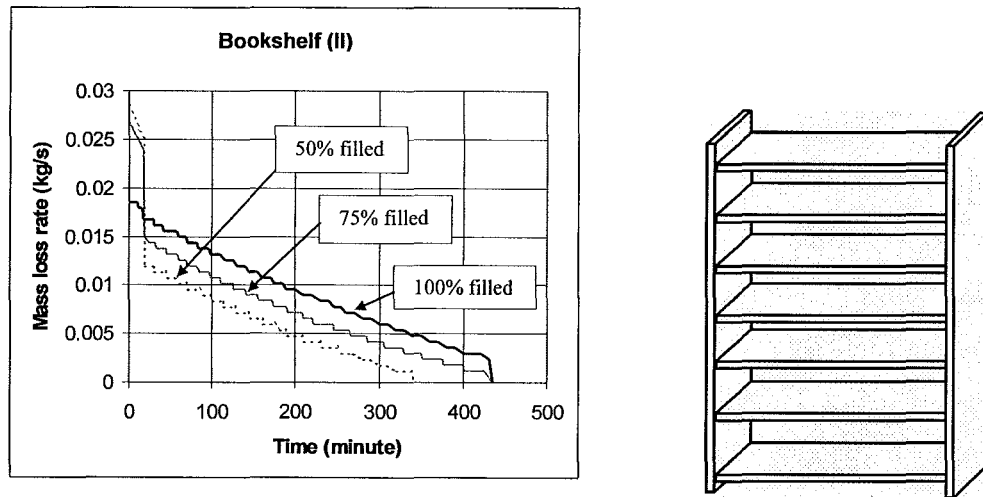 Bookshelf (II)
0.03
0.025
0.02
0.015
0.01
0.005
0
Mass loss rate (kg/s)
50% filled
75% filled
100% filled
0 100 200 300 400 500
Time (minute)